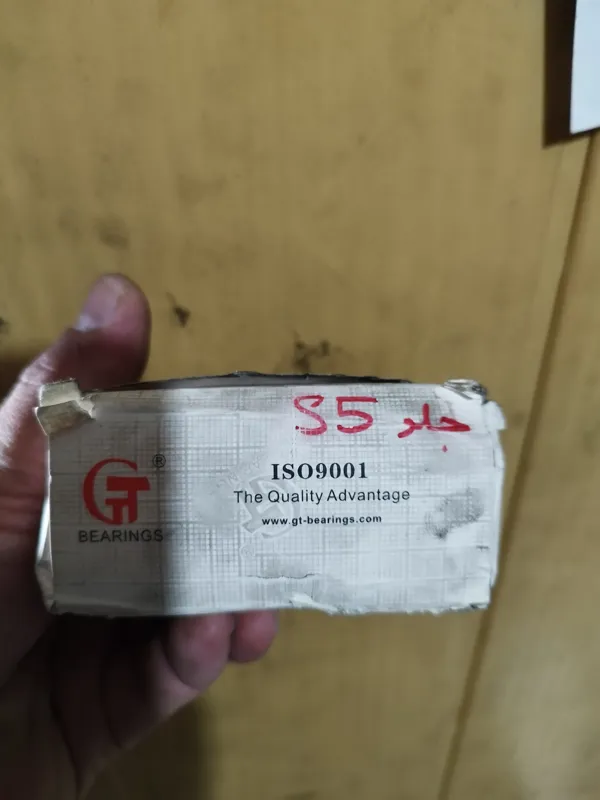 S5 جلو
GT ®
BEARINGS
ISO9001
The Quality Advantage
www.gt-bearings.com